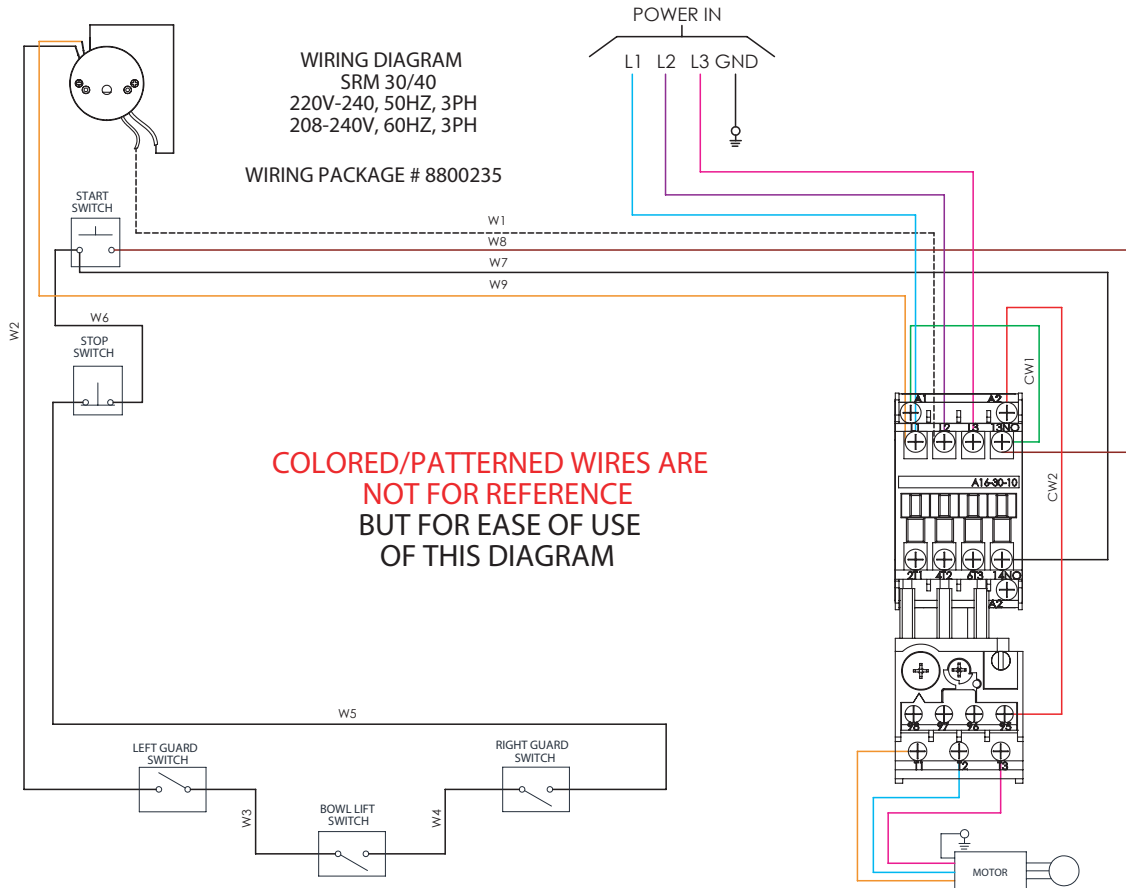 POWER IN
L1 L2 L3 GND
WIRING DIAGRAM
SRM 30/40
220V-240, 50HZ, 3PH
208-240V, 60HZ, 3PH
WIRING PACKAGE # 8800235
START
SWITCH
W1
W8
W7
W9
W2
W6
STOP
SWITCH
CW1
A1 A2
L1 L2 L3 13NO
A16-30-10
CW2
COLORED/PATTERNED WIRES ARE
NOT FOR REFERENCE
BUT FOR EASE OF USE
OF THIS DIAGRAM
2T1 4T2 6T3 14NO
A2
98 97 96 95
T1 T2 T3
W5
LEFT GUARD
SWITCH
RIGHT GUARD
SWITCH
W3
BOWL LIFT
SWITCH
W4
MOTOR